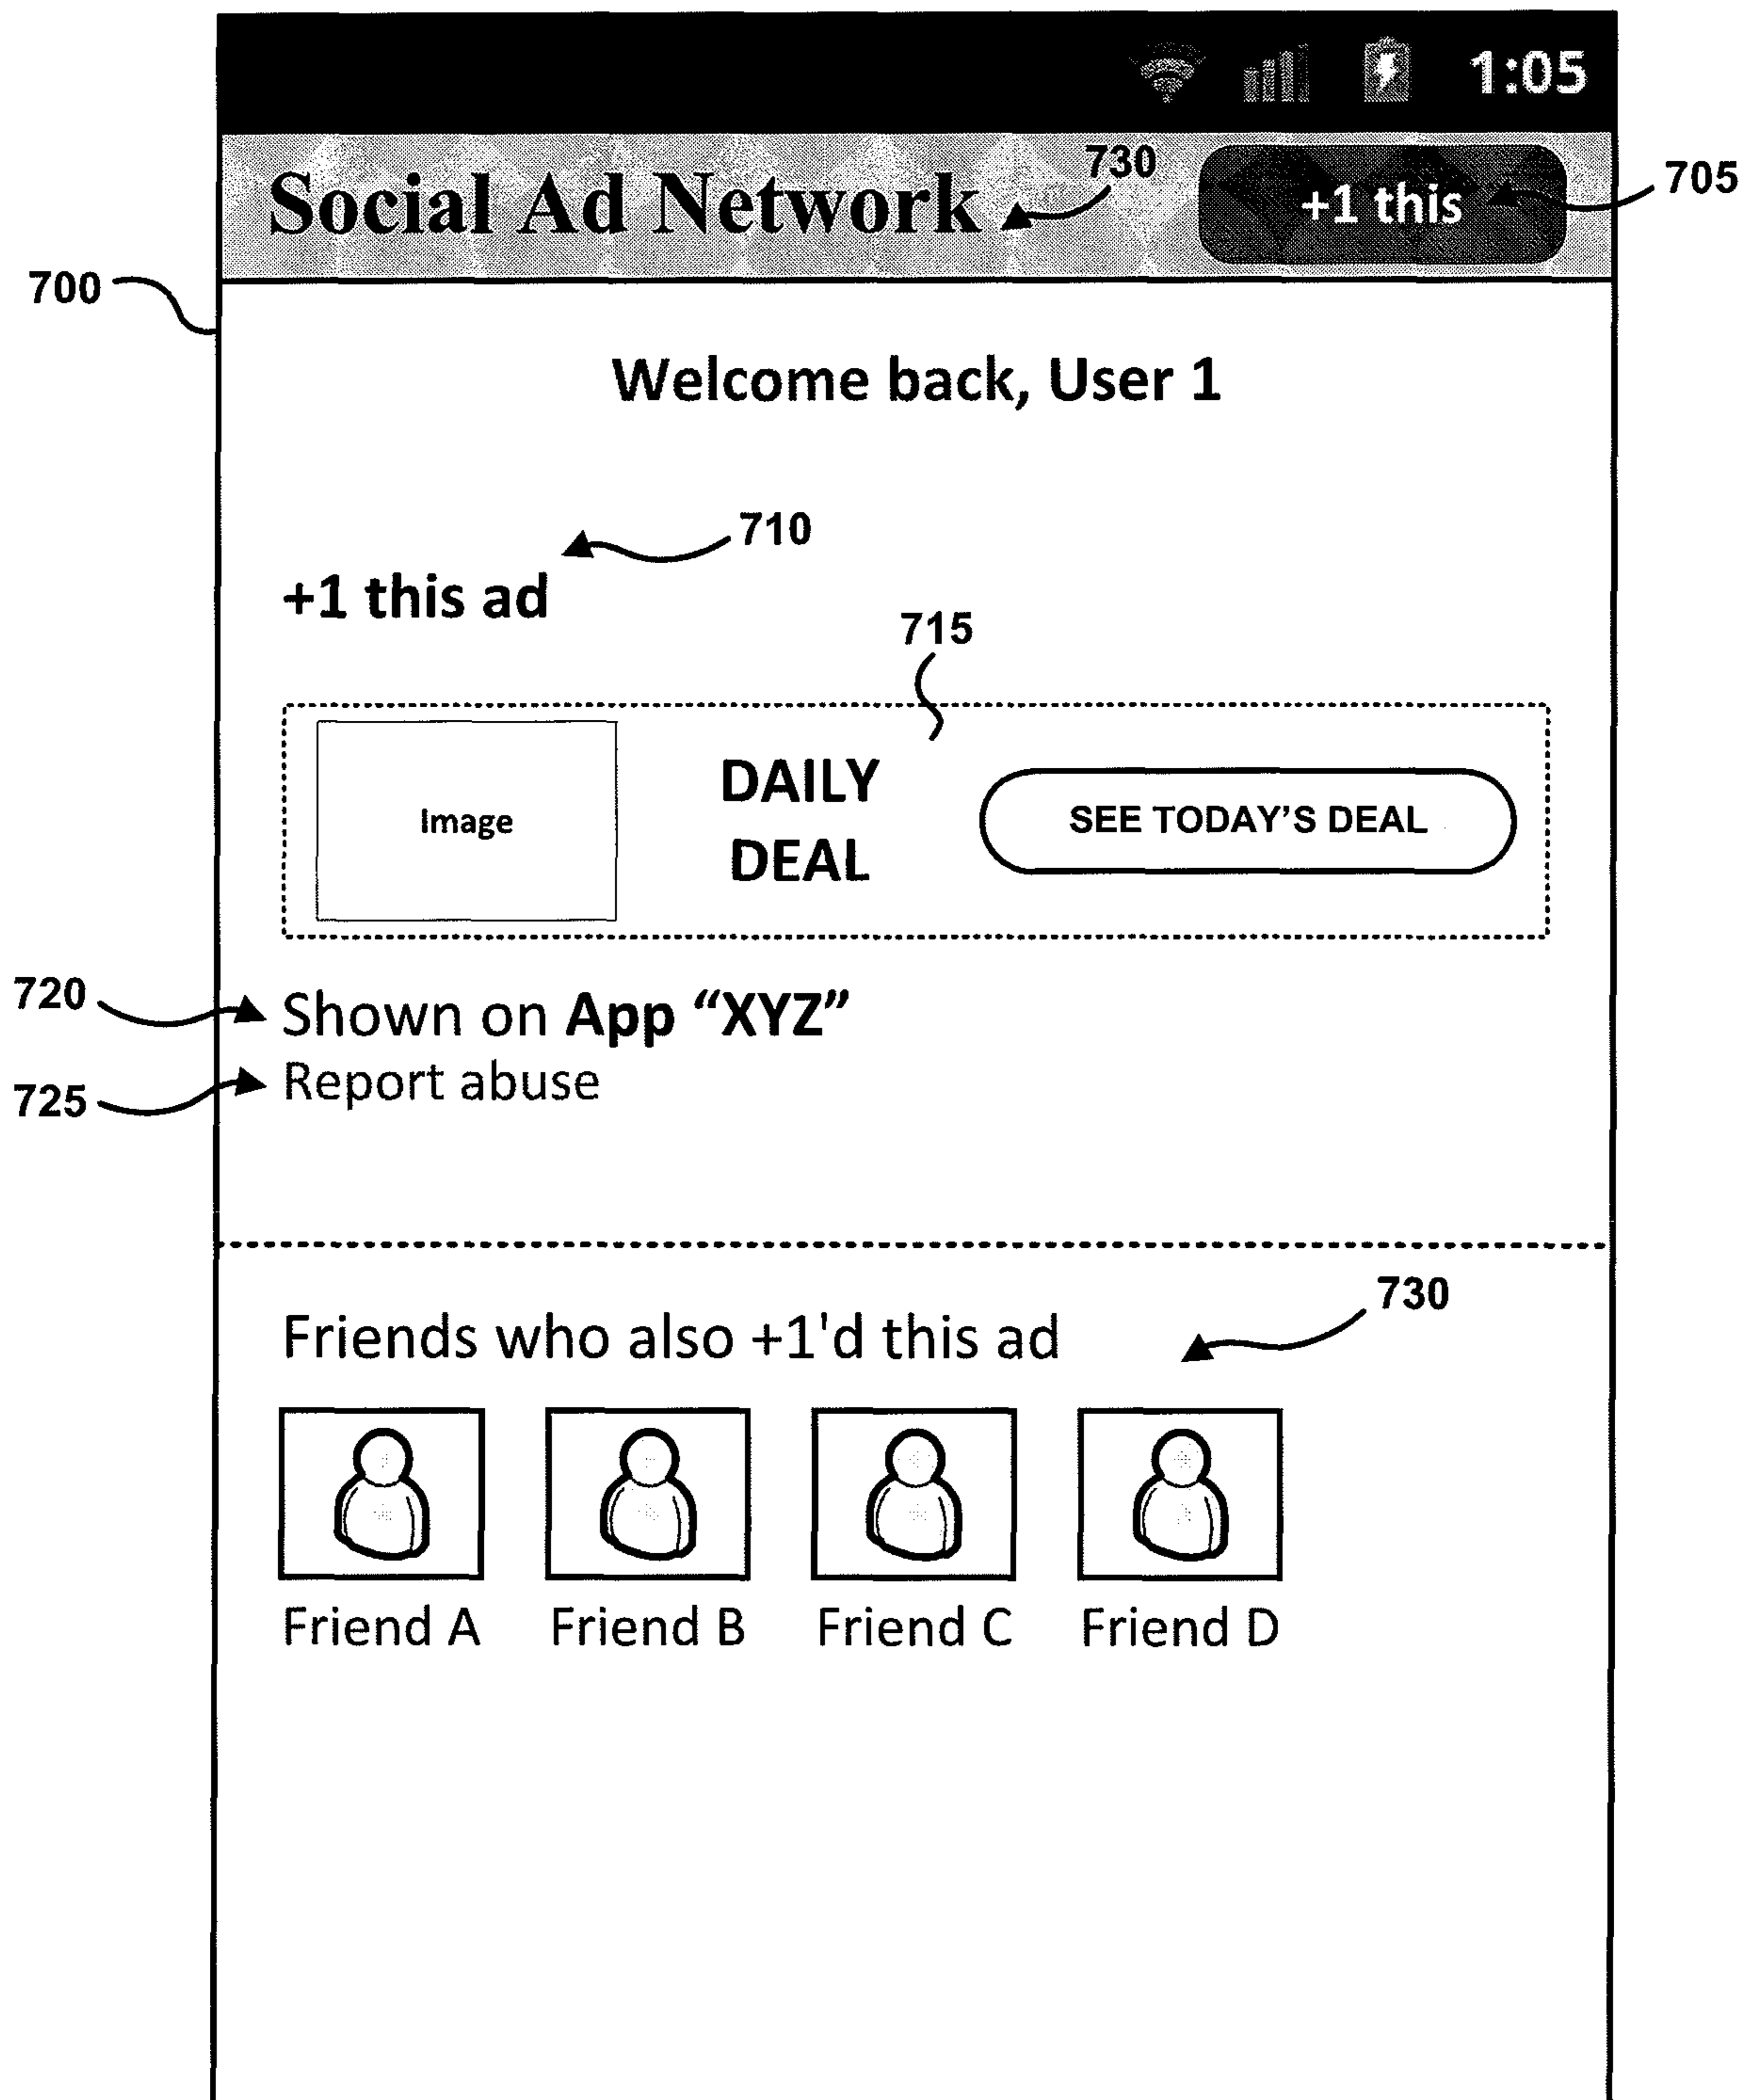 1:05
Social Ad Network
730
+1 this
705
700
Welcome back, User 1
710
+1 this ad
715
Image
DAILY
DEAL
SEE TODAY'S DEAL
720
Shown on App “XYZ”
725
Report abuse
730
Friends who also +1'd this ad
Friend A Friend B Friend C Friend D